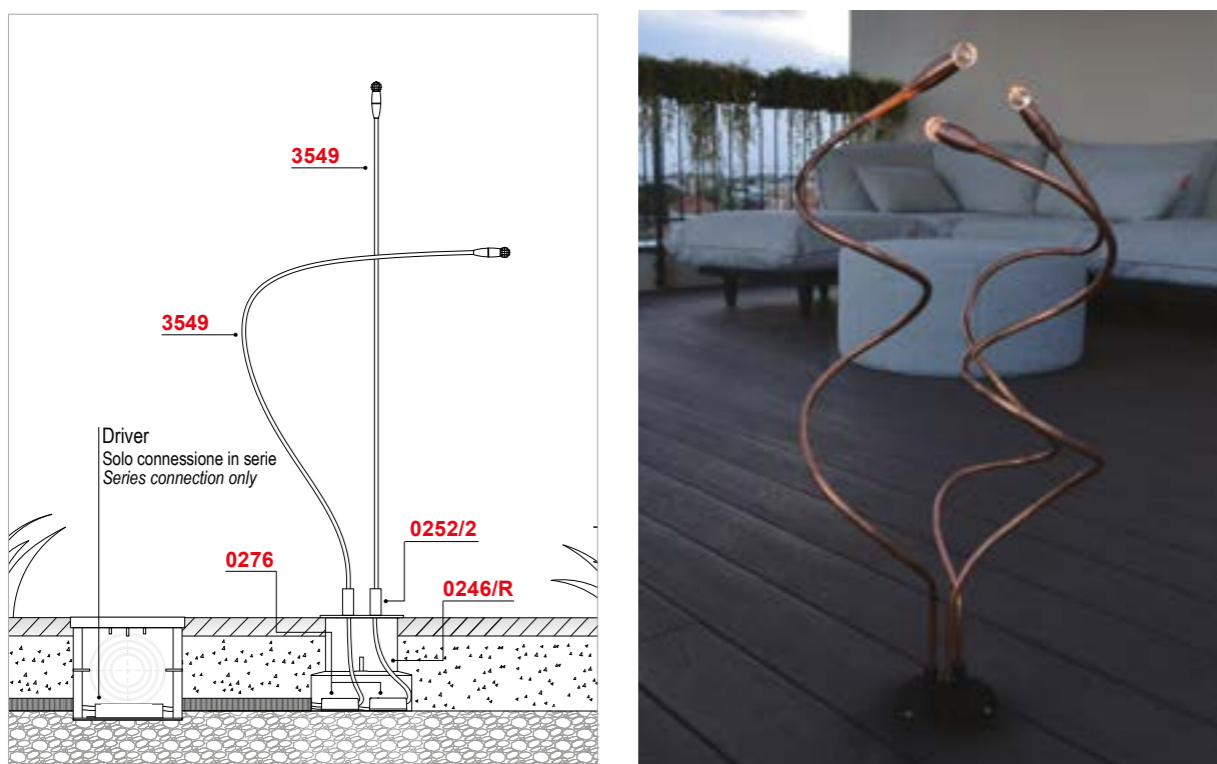 3549
3549
Driver
Solo connessione in serie
Series connection only
0252/2
0276
0246/R